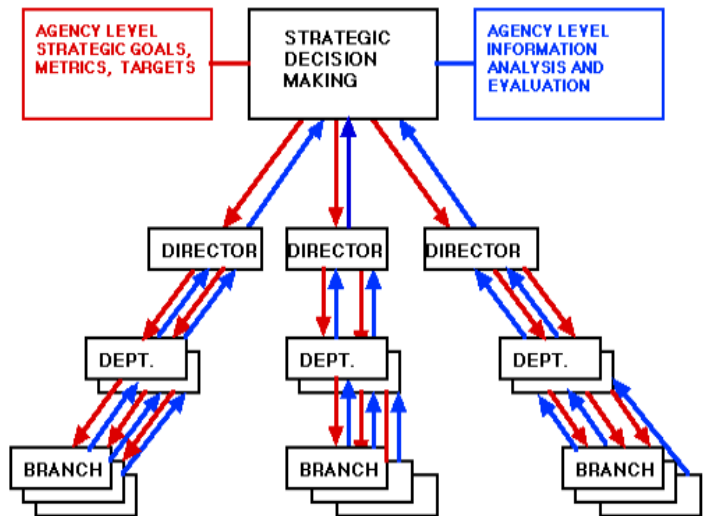 AGENCY LEVEL
STRATEGIC GOALS,
METRICS, TARGETS
STRATEGIC
DECISION
MAKING
AGENCY LEVEL
INFORMATION
ANALYSIS AND
EVALUATION
DIRECTOR
DIRECTOR
DIRECTOR
DEPT.
DEPT.
DEPT.
BRANCH
BRANCH
BRANCH